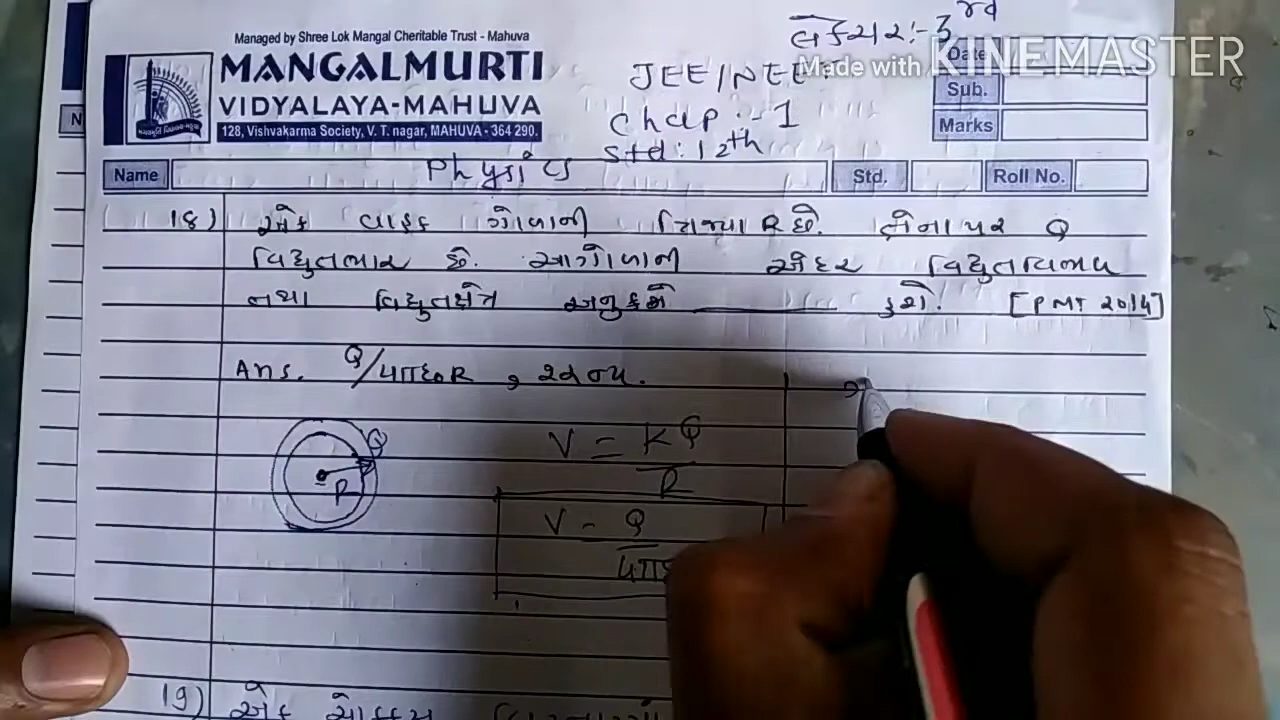 Managed by Shree Lok Mangal Cheritable Trust - Mahuva
MANGALMURTI
VIDYALAYA-MAHUVA
128, Vishvakarma Society, V. T. nagar, MAHUVA - 364 290.
લેક્ચર:- 3rd
JEE/NEET
Chap :- 1
Std : 12th
Made with KINEMASTER
Date
Sub.
Marks
Name Physics Std. Roll No.
18) એક વાહક ગોળાની ત્રિજ્યા R છે. તેના પર Q
વિદ્યુતભાર છે. આ ગોળાની અંદર વિદ્યુતસ્થિતિમાન
તથા વિદ્યુતક્ષેત્ર અનુક્રમે ______ હશે. [PMT 2014]
Ans. Q/4πε₀R , શૂન્ય.
Q
R
V = KQ
R
V = Q
4π
19) એક